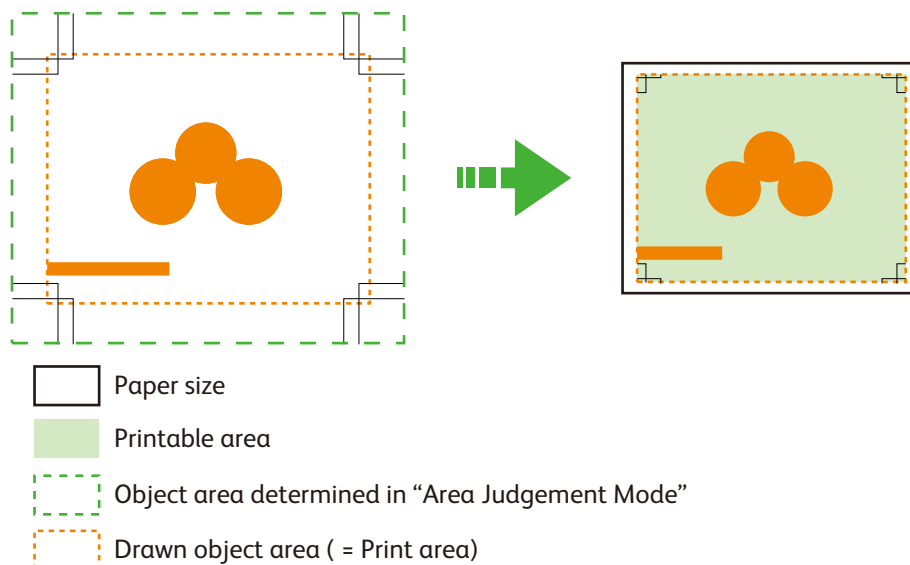 Paper size
Printable area
Object area determined in “Area Judgement Mode”
Drawn object area ( = Print area)